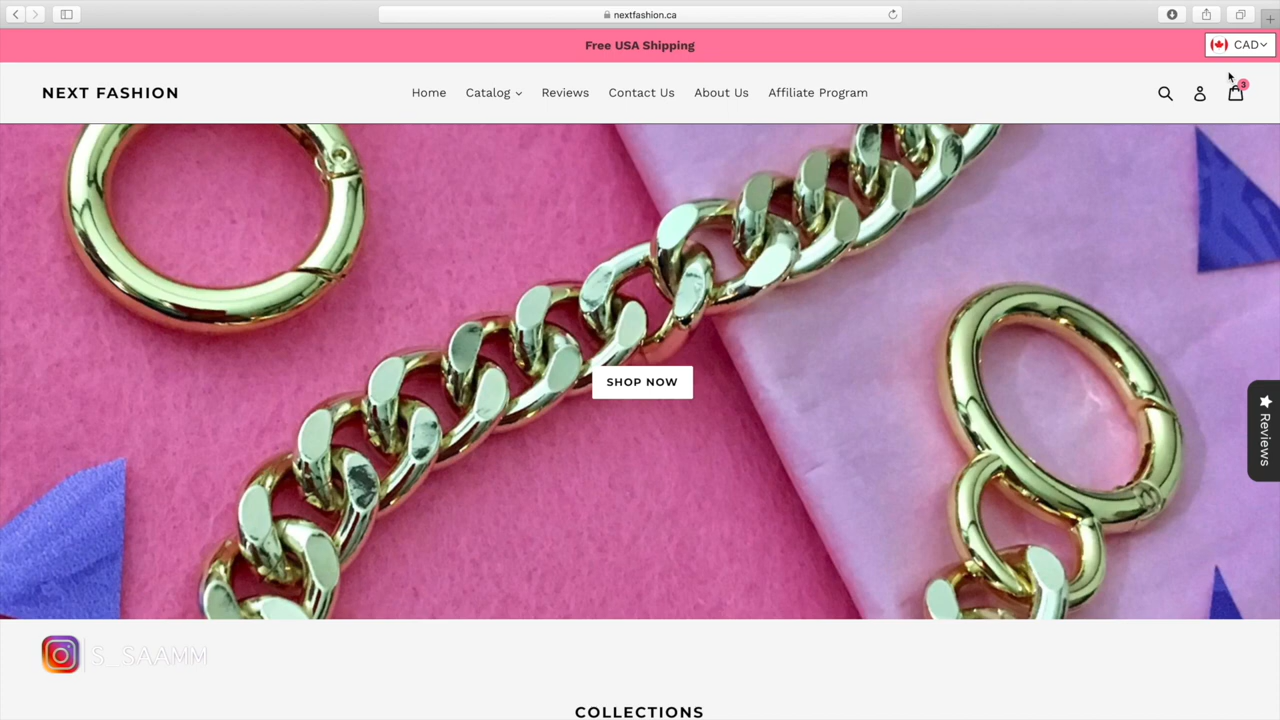 nextfashion.ca
Free USA Shipping
CAD
NEXT FASHION
Home
Catalog
Reviews
Contact Us
About Us
Affiliate Program
3
SHOP NOW
Reviews
S_SAAMM
COLLECTIONS